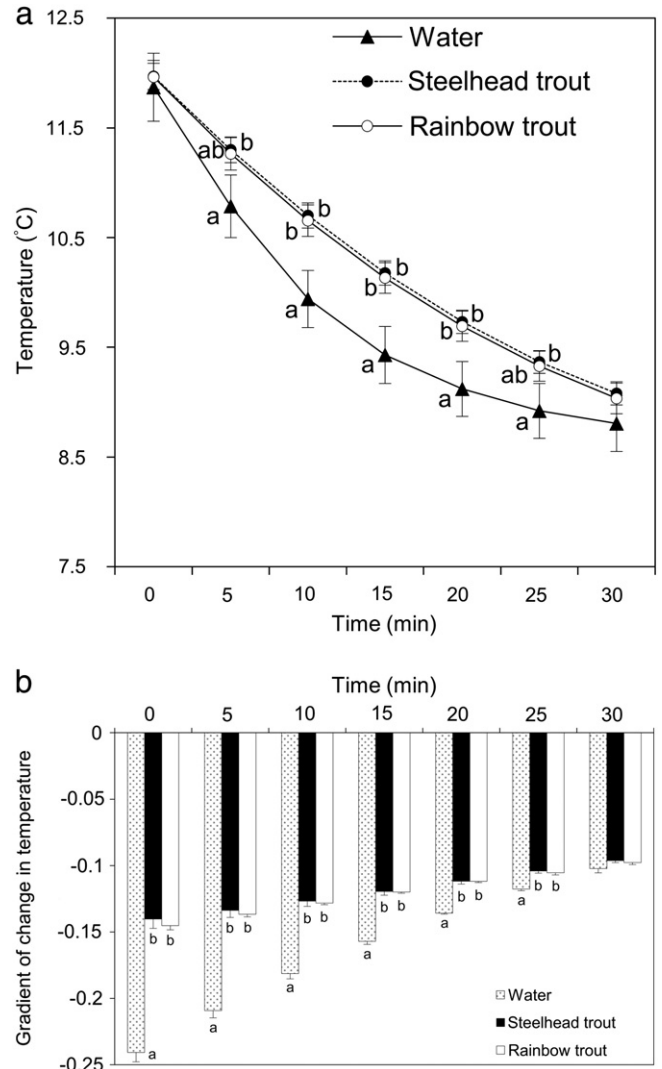 a
12.5
11.5
10.5
9.5
8.5
7.5
Temperature (°C)
Water
Steelhead trout
Rainbow trout
b
ab
a
b
b
a
b
b
a
b
b
a
b
ab
a
0 5 10 15 20 25 30
Time (min)
b
Time (min)
0 5 10 15 20 25 30
Gradient of change in temperature
0
-0.05
-0.1
-0.15
-0.2
-0.25
a b b
a b b
a b b
a b b
a b b
a b b
Water
Steelhead trout
Rainbow trout